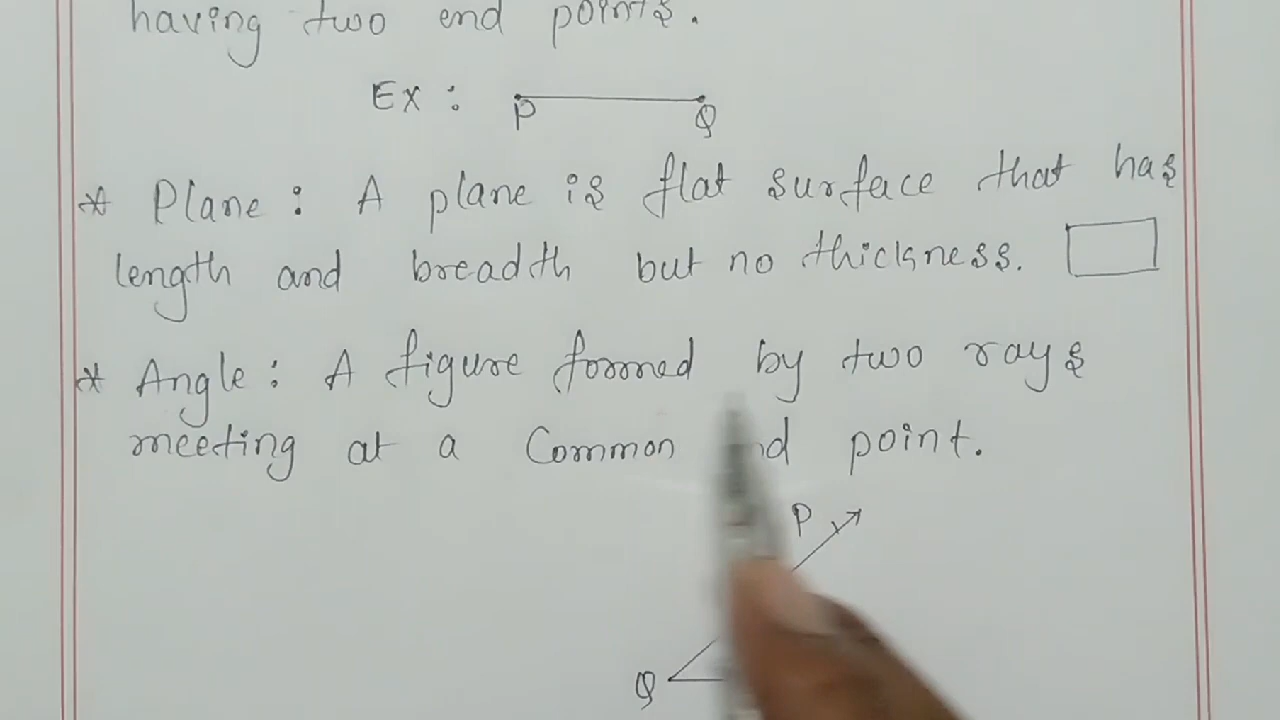 having two end points.
Ex :
P Q
* Plane : A plane is flat surface that has
length and breadth but no thickness.
* Angle : A figure formed by two rays
meeting at a Common point.
P
Q